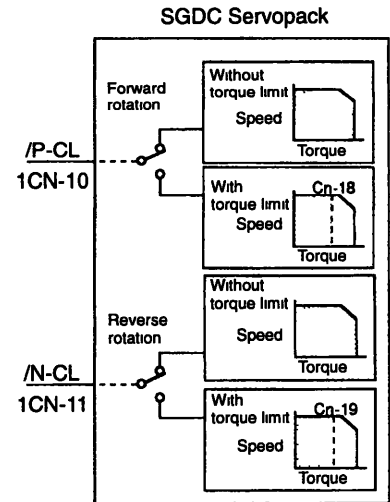 SGDC Servopack
Forward
rotation
/P-CL
1CN-10
Without
torque limit
Speed
Torque
With
torque limit
Cn-18
Speed
Torque
Reverse
rotation
/N-CL
1CN-11
Without
torque limit
Speed
Torque
With
torque limit
Cn-19
Speed
Torque